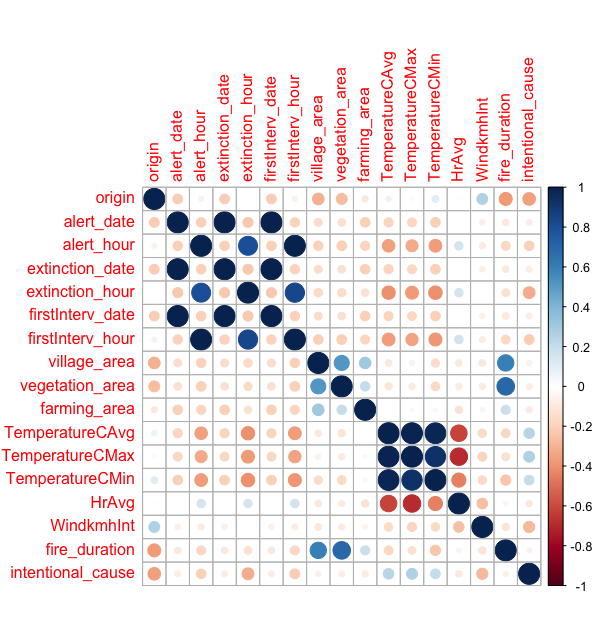 origin
alert_date
alert_hour
extinction_date
extinction_hour
firstInterv_date
firstInterv_hour
village_area
vegetation_area
farming_area
TemperatureCAvg
TemperatureCMax
TemperatureCMin
HrAvg
WindkmhInt
fire_duration
intentional_cause
origin
alert_date
alert_hour
extinction_date
extinction_hour
firstInterv_date
firstInterv_hour
village_area
vegetation_area
farming_area
TemperatureCAvg
TemperatureCMax
TemperatureCMin
HrAvg
WindkmhInt
fire_duration
intentional_cause
1
0.8
0.6
0.4
0.2
0
-0.2
-0.4
-0.6
-0.8
-1